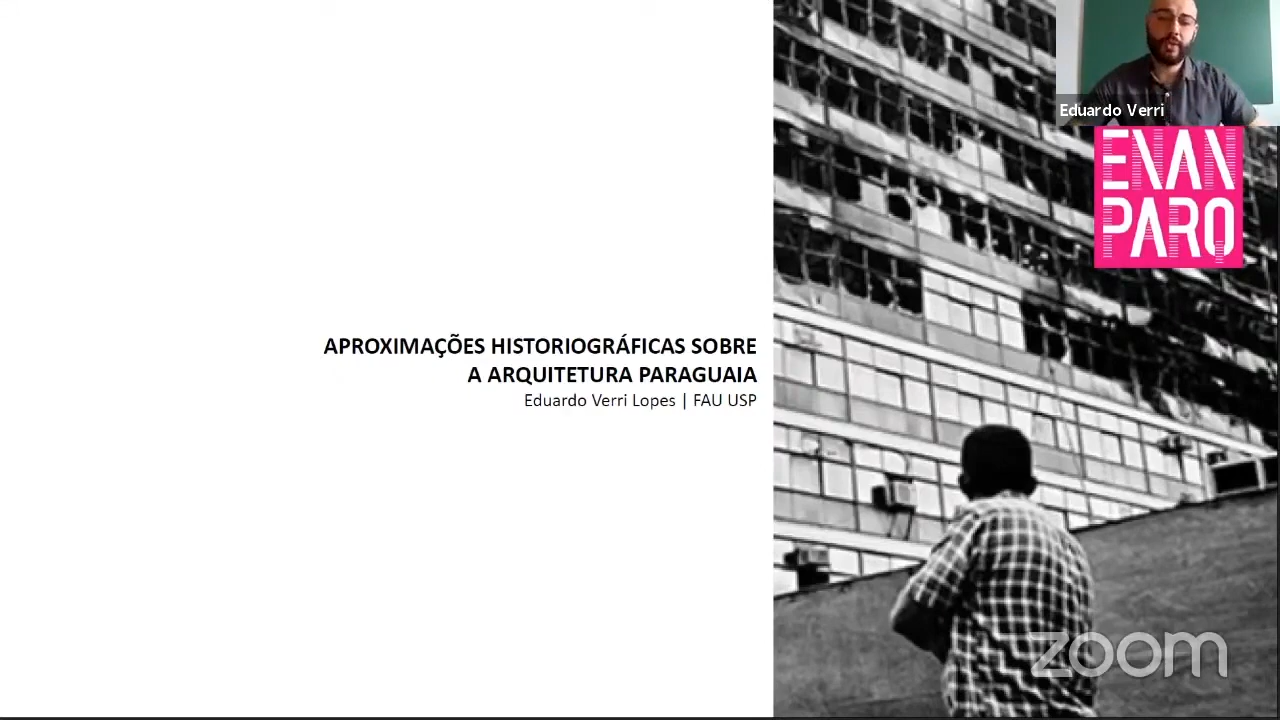 APROXIMAÇÕES HISTORIOGRÁFICAS SOBRE
A ARQUITETURA PARAGUAIA
Eduardo Verri Lopes | FAU USP
Eduardo Verri
ENAN
PARQ
zoom